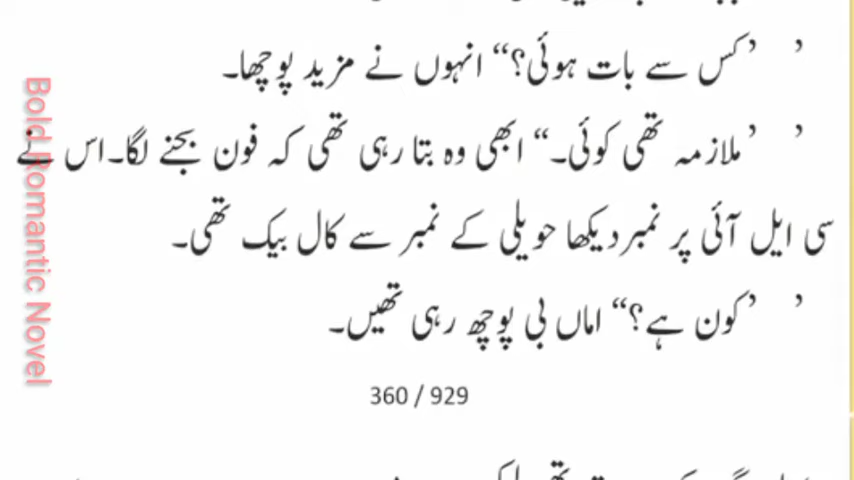 ’ ’کس سے بات ہوئی؟‘‘ انہوں نے مزید پوچھا۔
’ ’ملازمہ تھی کوئی۔‘‘ ابھی وہ بتا رہی تھی کہ فون بجنے لگا۔اس نے
سی ایل آئی پر نمبر دیکھا حویلی کے نمبر سے کال بیک تھی۔
’ ’کون ہے؟‘‘ اماں بی پوچھ رہی تھیں۔
360 / 929
Bold Romantic Novel